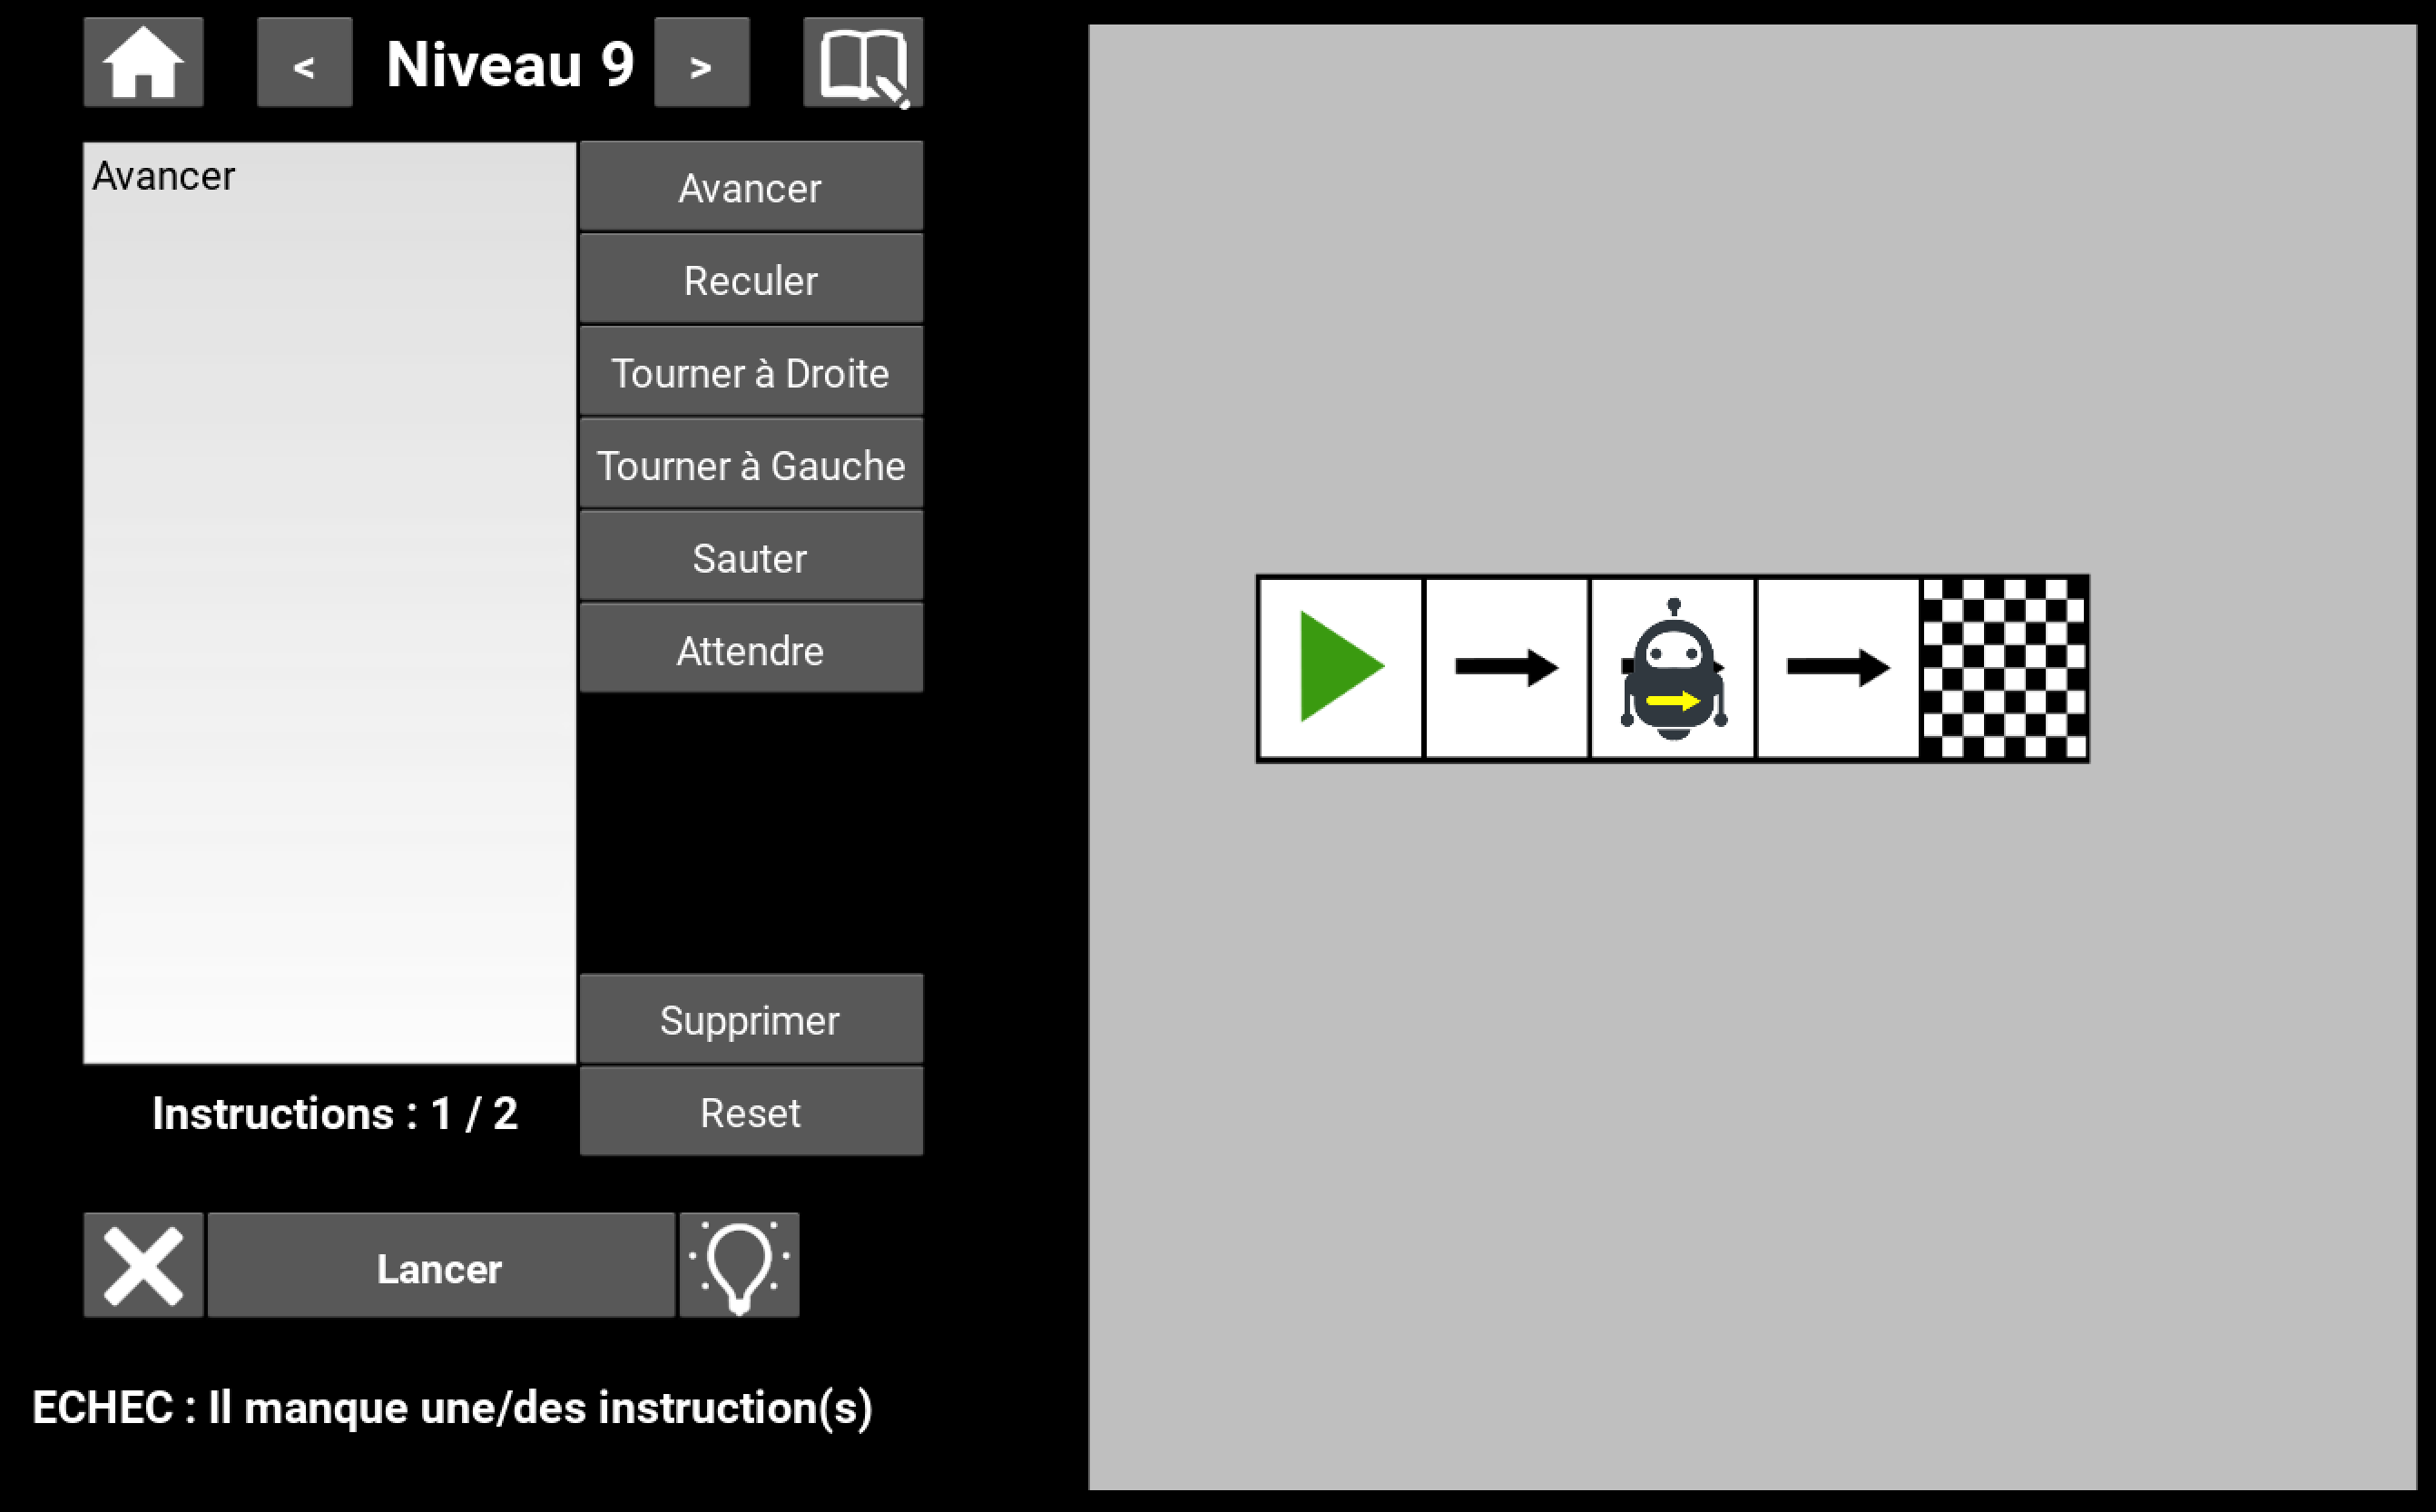 < Niveau 9 >
Avancer
Avancer
Reculer
Tourner à Droite
Tourner à Gauche
Sauter
Attendre
Supprimer
Instructions : 1 / 2
Reset
Lancer
ECHEC : Il manque une/des instruction(s)